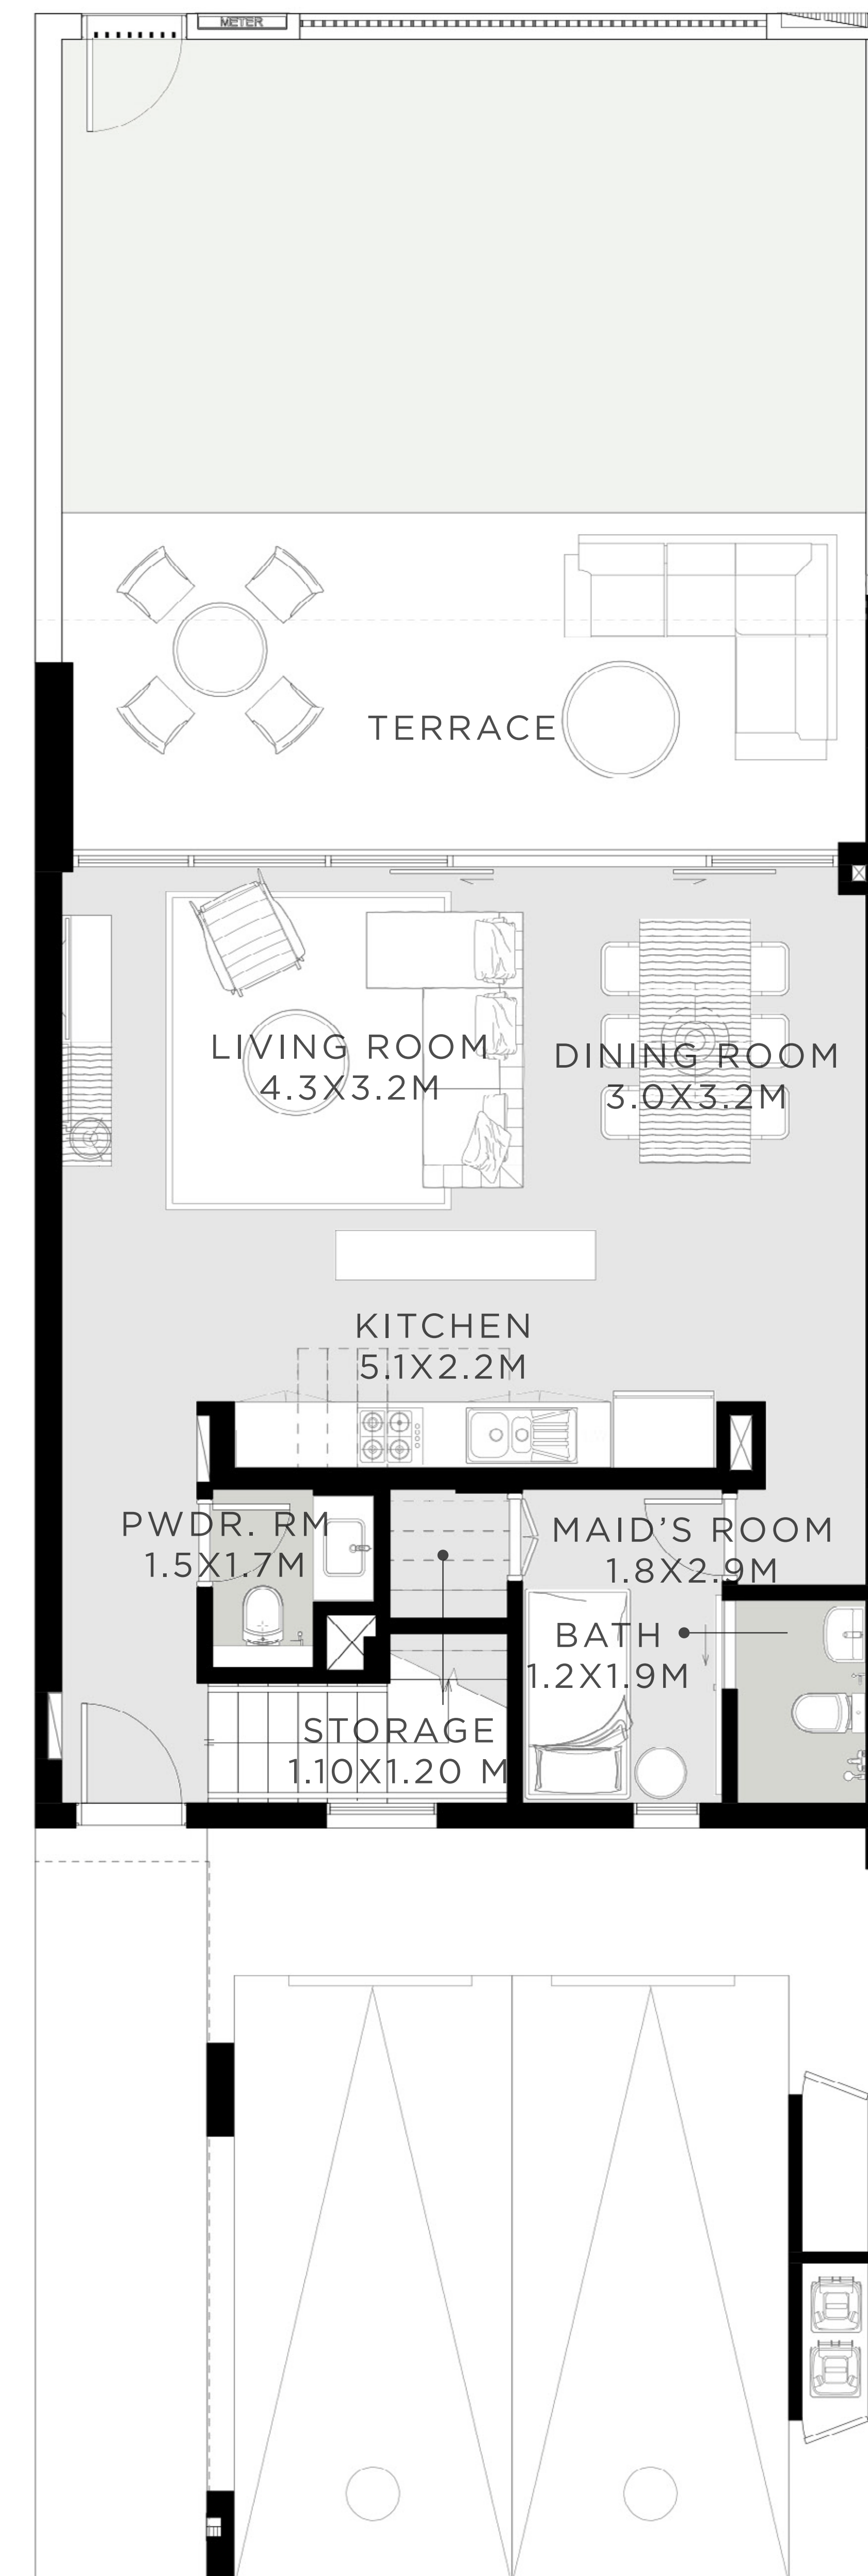 METER
TERRACE
LIVING ROOM
4.3X3.2M
DINING ROOM
3.0X3.2M
KITCHEN
5.1X2.2M
PWDR. RM
1.5X1.7M
MAID'S ROOM
1.8X2.9M
BATH
1.2X1.9M
STORAGE
1.10X1.20 M